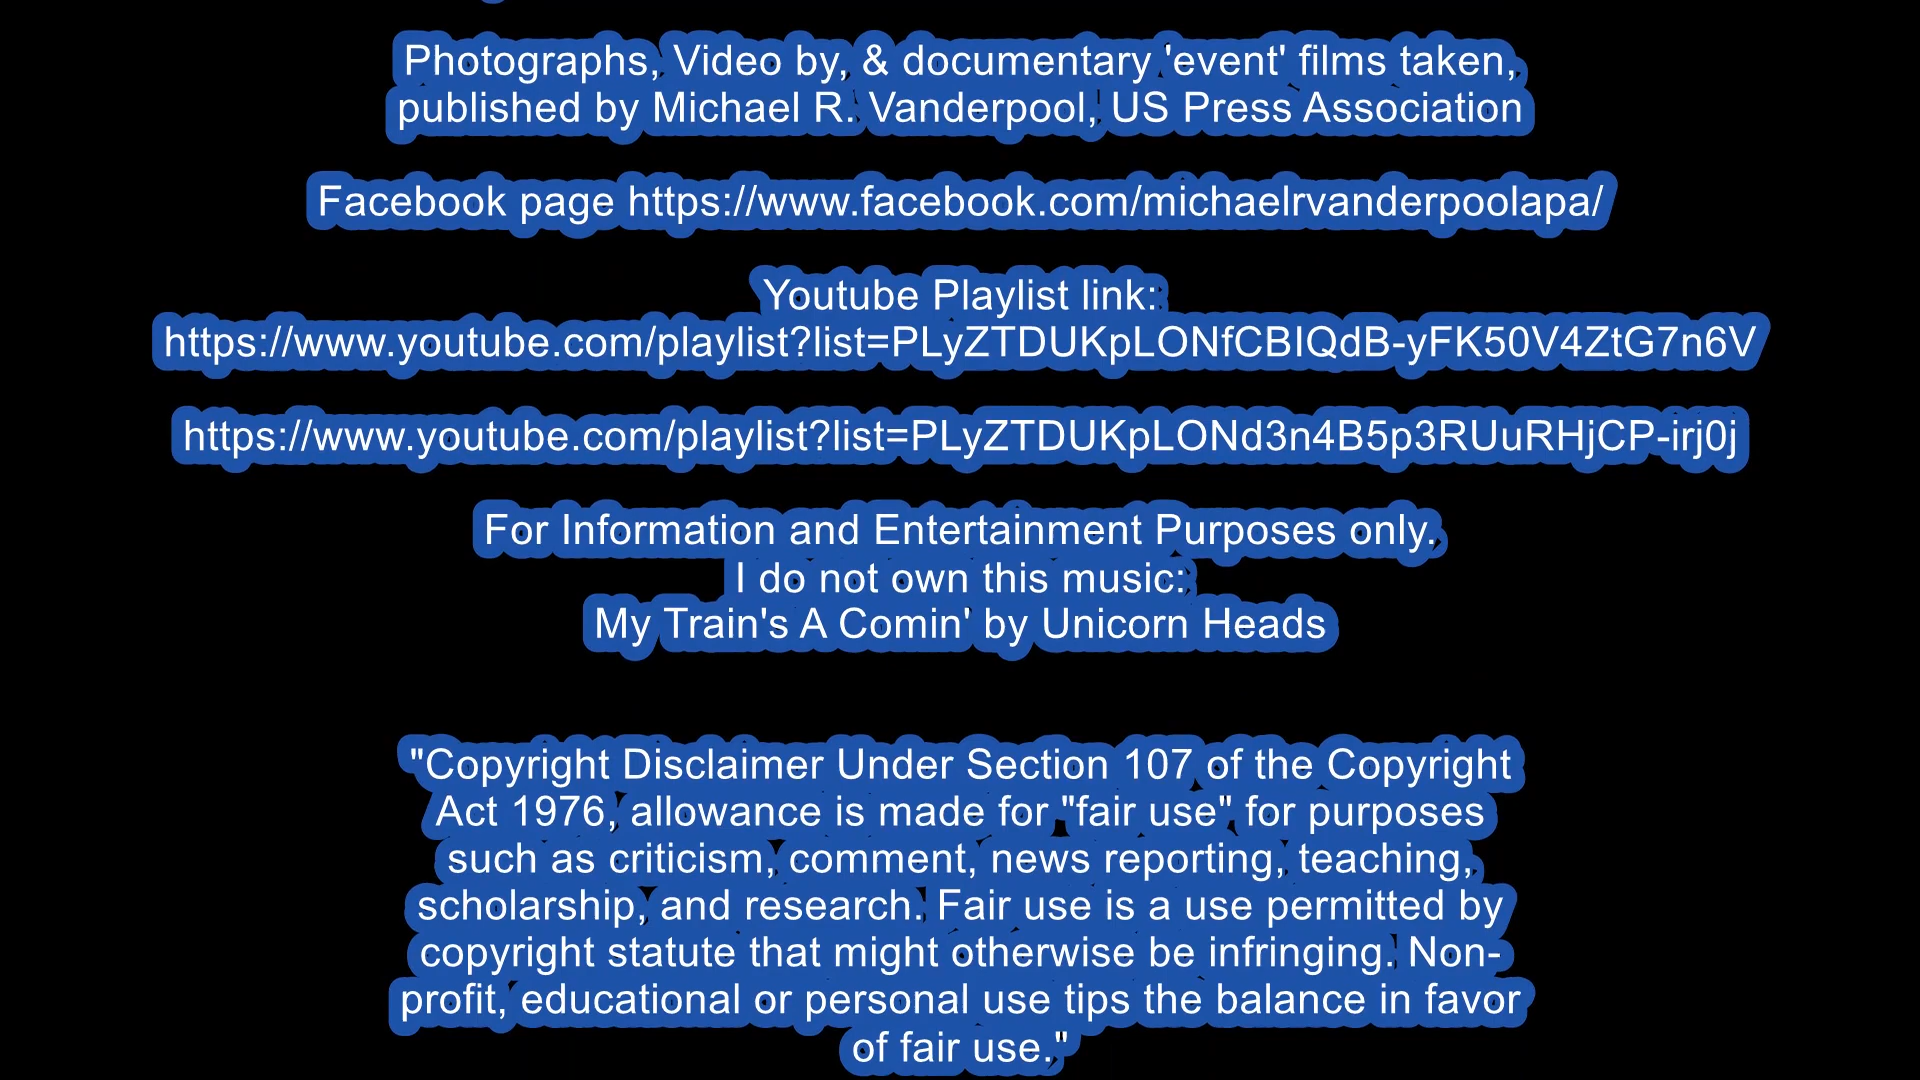 Photographs, Video by, & documentary 'event' films taken,
published by Michael R. Vanderpool, US Press Association
Facebook page https://www.facebook.com/michaelrvanderpoolapa/
Youtube Playlist link:
https://www.youtube.com/playlist?list=PLyZTDUKpLONfCBIQdB-yFK50V4ZtG7n6V
https://www.youtube.com/playlist?list=PLyZTDUKpLONd3n4B5p3RUuRHjCP-irj0j
For Information and Entertainment Purposes only.
I do not own this music:
My Train's A Comin' by Unicorn Heads
"Copyright Disclaimer Under Section 107 of the Copyright
Act 1976, allowance is made for "fair use" for purposes
such as criticism, comment, news reporting, teaching,
scholarship, and research. Fair use is a use permitted by
copyright statute that might otherwise be infringing. Non-
profit, educational or personal use tips the balance in favor
of fair use."